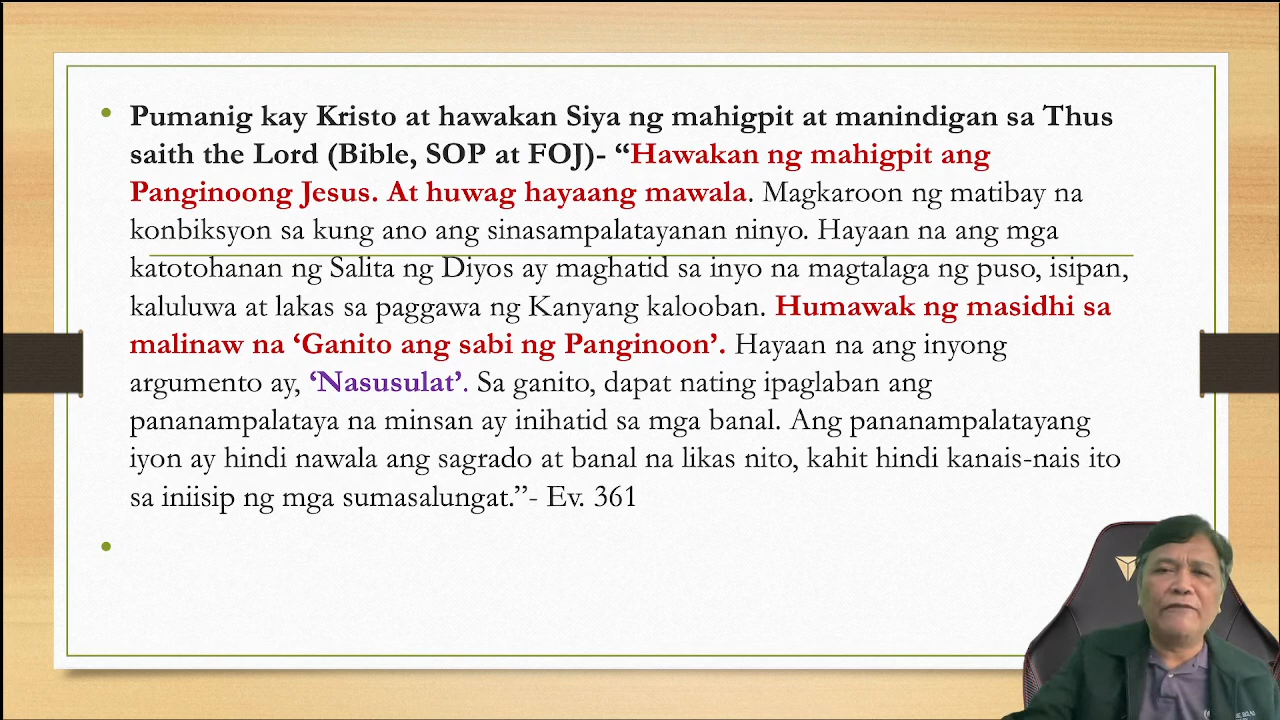 • Pumanig kay Kristo at hawakan Siya ng mahigpit at manindigan sa Thus
saith the Lord (Bible, SOP at FOJ)- “Hawakan ng mahigpit ang
Panginoong Jesus. At huwag hayaang mawala. Magkaroon ng matibay na
konbiksyon sa kung ano ang sinasampalatayanan ninyo. Hayaan na ang mga
katotohanan ng Salita ng Diyos ay maghatid sa inyo na magtalaga ng puso, isipan,
kaluluwa at lakas sa paggawa ng Kanyang kalooban. Humawak ng masidhi sa
malinaw na ‘Ganito ang sabi ng Panginoon’. Hayaan na ang inyong
argumento ay, ‘Nasusulat’. Sa ganito, dapat nating ipaglaban ang
pananampalataya na minsan ay inihatid sa mga banal. Ang pananampalatayang
iyon ay hindi nawala ang sagrado at banal na likas nito, kahit hindi kanais-nais ito
sa iniisip ng mga sumasalungat.”- Ev. 361